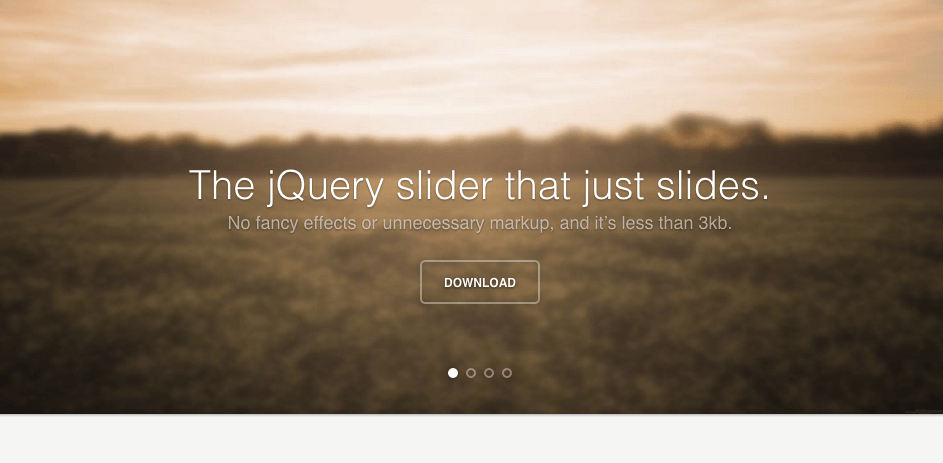 The jQuery slider that just slides.
No fancy effects or unnecessary markup, and it’s less than 3kb.
DOWNLOAD